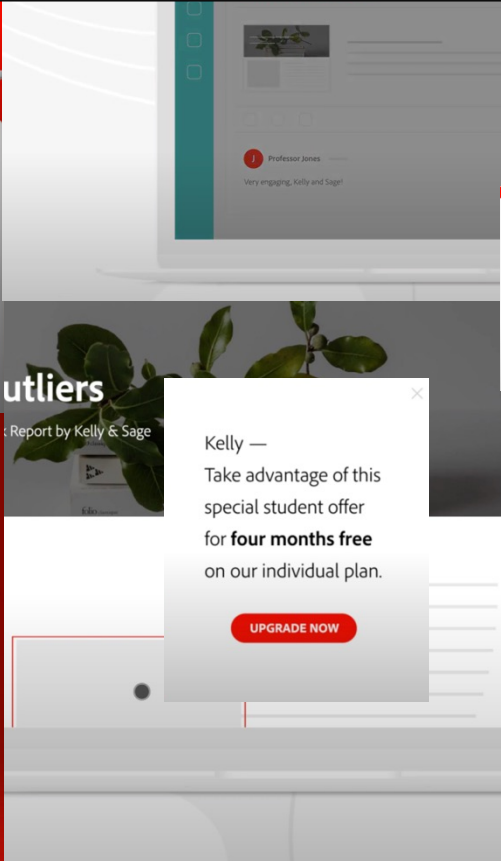 J Professor Jones
Very engaging, Kelly and Sage!
utliers
Report by Kelly & Sage
folio
Kelly —
Take advantage of this
special student offer
for four months free
on our individual plan.
UPGRADE NOW